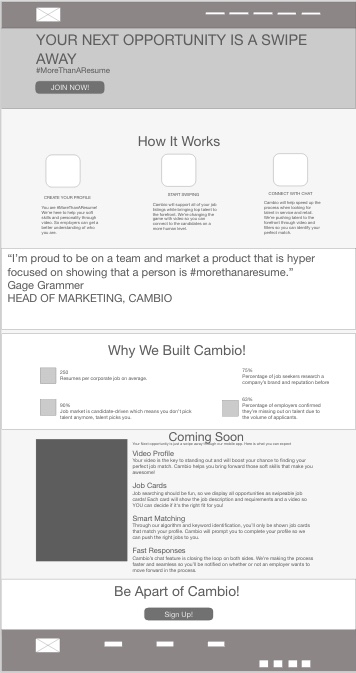 YOUR NEXT OPPORTUNITY IS A SWIPE
AWAY
#MoreThanAResume
JOIN NOW!
How It Works
CREATE YOUR PROFILE
You are #MoreThanAResume!
We're here to help your soft
skills and personality through
video. So employers can get a
better understanding of who
you are.
START SWIPING
Cambio will support all of your job
listings while bringing top talent to
the forefront. We're changing the
game with video so you can
connect to the candidates on a
more human level.
CONNECT WITH CHAT
Cambio will help speed up the
process when looking for
talent in service and retail.
We're putting talent to the
forefront through video and
filters so you can identify your
perfect match.
“I'm proud to be on a team and market a product that is hyper
focused on showing that a person is #morethanaresume.”
Gage Grammer
HEAD OF MARKETING, CAMBIO
Why We Built Cambio!
250
Resumes per corporate job on average.
75%
Percentage of job seekers research a
company's brand and reputation before
90%
Job market is candidate-driven which means you don't pick
talent anymore, talent picks you.
63%
Percentage of employers confirmed
they're missing out on talent due to
the volume of applicants.
Coming Soon
Your Next opportunity is just a swipe away through our mobile app. Here is what you can expect
Video Profile
Your video is the key to standing out and will boost your chance to finding your
perfect job match. Cambio helps you bring forward those soft skills that make you
awesome!
Job Cards
Job searching should be fun, so we display all opportunities as swipeable job
cards! Each card will show the job description and requirements and a video so
YOU can decide if it's the right fit for you!
Smart Matching
Through our algorithm and keyword identification, you'll only be shown job cards
that match your profile. Cambio will prompt you to complete your profile so we
can push the right jobs to you.
Fast Responses
Cambio's chat feature is closing the loop on both sides. We're making the process
faster and seamless so you'll be notified on whether or not an employer wants to
move forward in the process.
Be Apart of Cambio!
Sign Up!